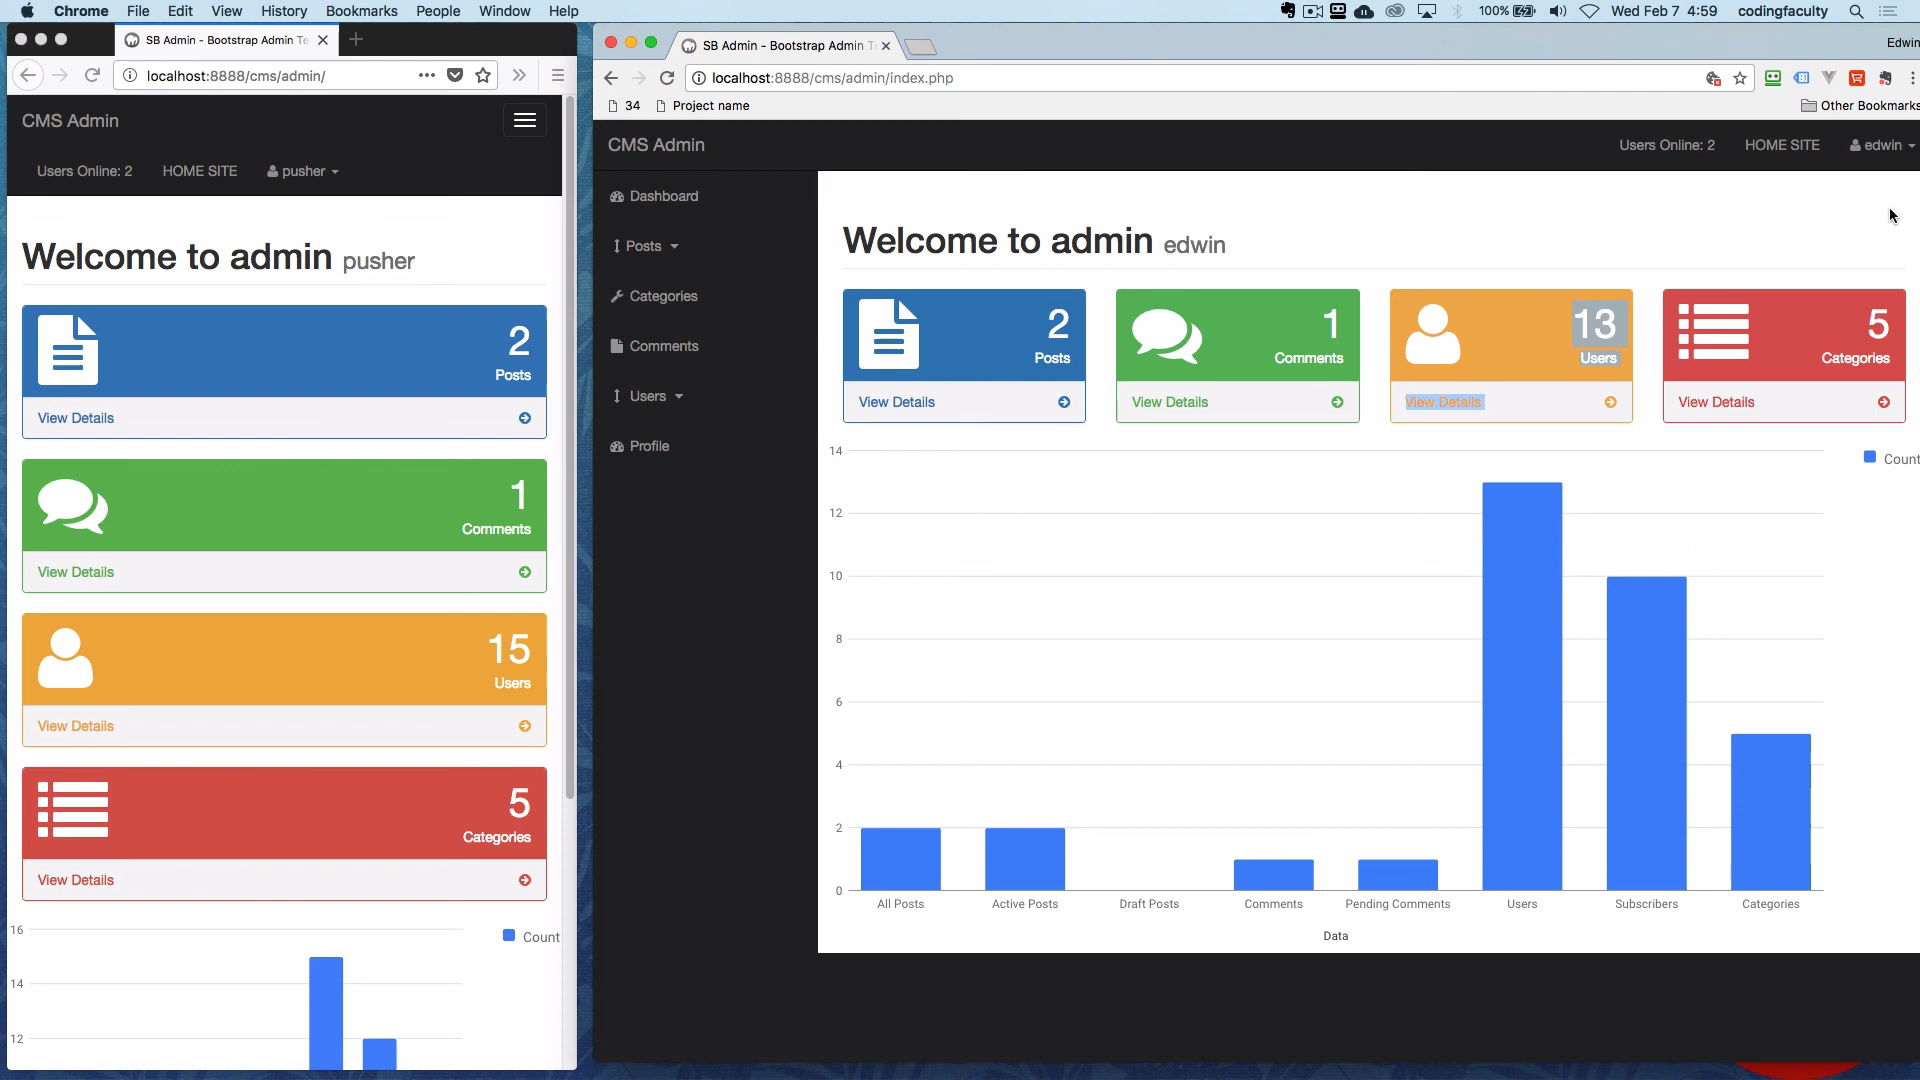 Chrome File Edit View History Bookmarks People Window Help
100% Wed Feb 7 4:59 codingfaculty
SB Admin - Bootstrap Admin Te
localhost:8888/cms/admin/
CMS Admin
Users Online: 2 HOME SITE pusher
Welcome to admin pusher
2
Posts
View Details
1
Comments
View Details
15
Users
View Details
5
Categories
View Details
16
Count
14
12
SB Admin - Bootstrap Admin T
Edwin
localhost:8888/cms/admin/index.php
34 Project name
Other Bookmarks
CMS Admin
Users Online: 2 HOME SITE edwin
Dashboard
Posts
Categories
Comments
Users
Profile
Welcome to admin edwin
2
Posts
View Details
1
Comments
View Details
13
Users
View Details
5
Categories
View Details
14
Count
12
10
8
6
4
2
0
All Posts Active Posts Draft Posts Comments Pending Comments Users Subscribers Categories
Data